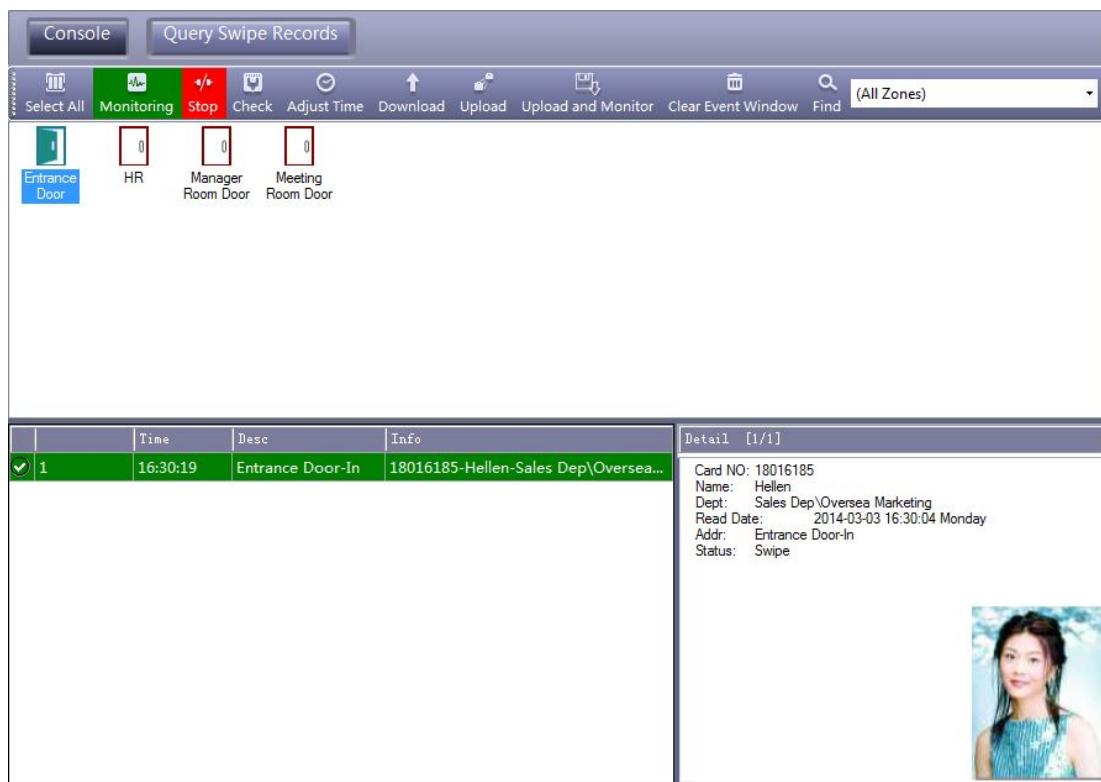 Console Query Swipe Records
Select All Monitoring Stop Check Adjust Time Download Upload Upload and Monitor Clear Event Window Find (All Zones)
Entrance Door
HR
Manager Room Door
Meeting Room Door
Time Desc Info
1 16:30:19 Entrance Door-In 18016185-Hellen-Sales Dep\Oversea...
Detail [1/1]
Card NO: 18016185
Name: Hellen
Dept: Sales Dep\Oversea Marketing
Read Date: 2014-03-03 16:30:04 Monday
Addr: Entrance Door-In
Status: Swipe